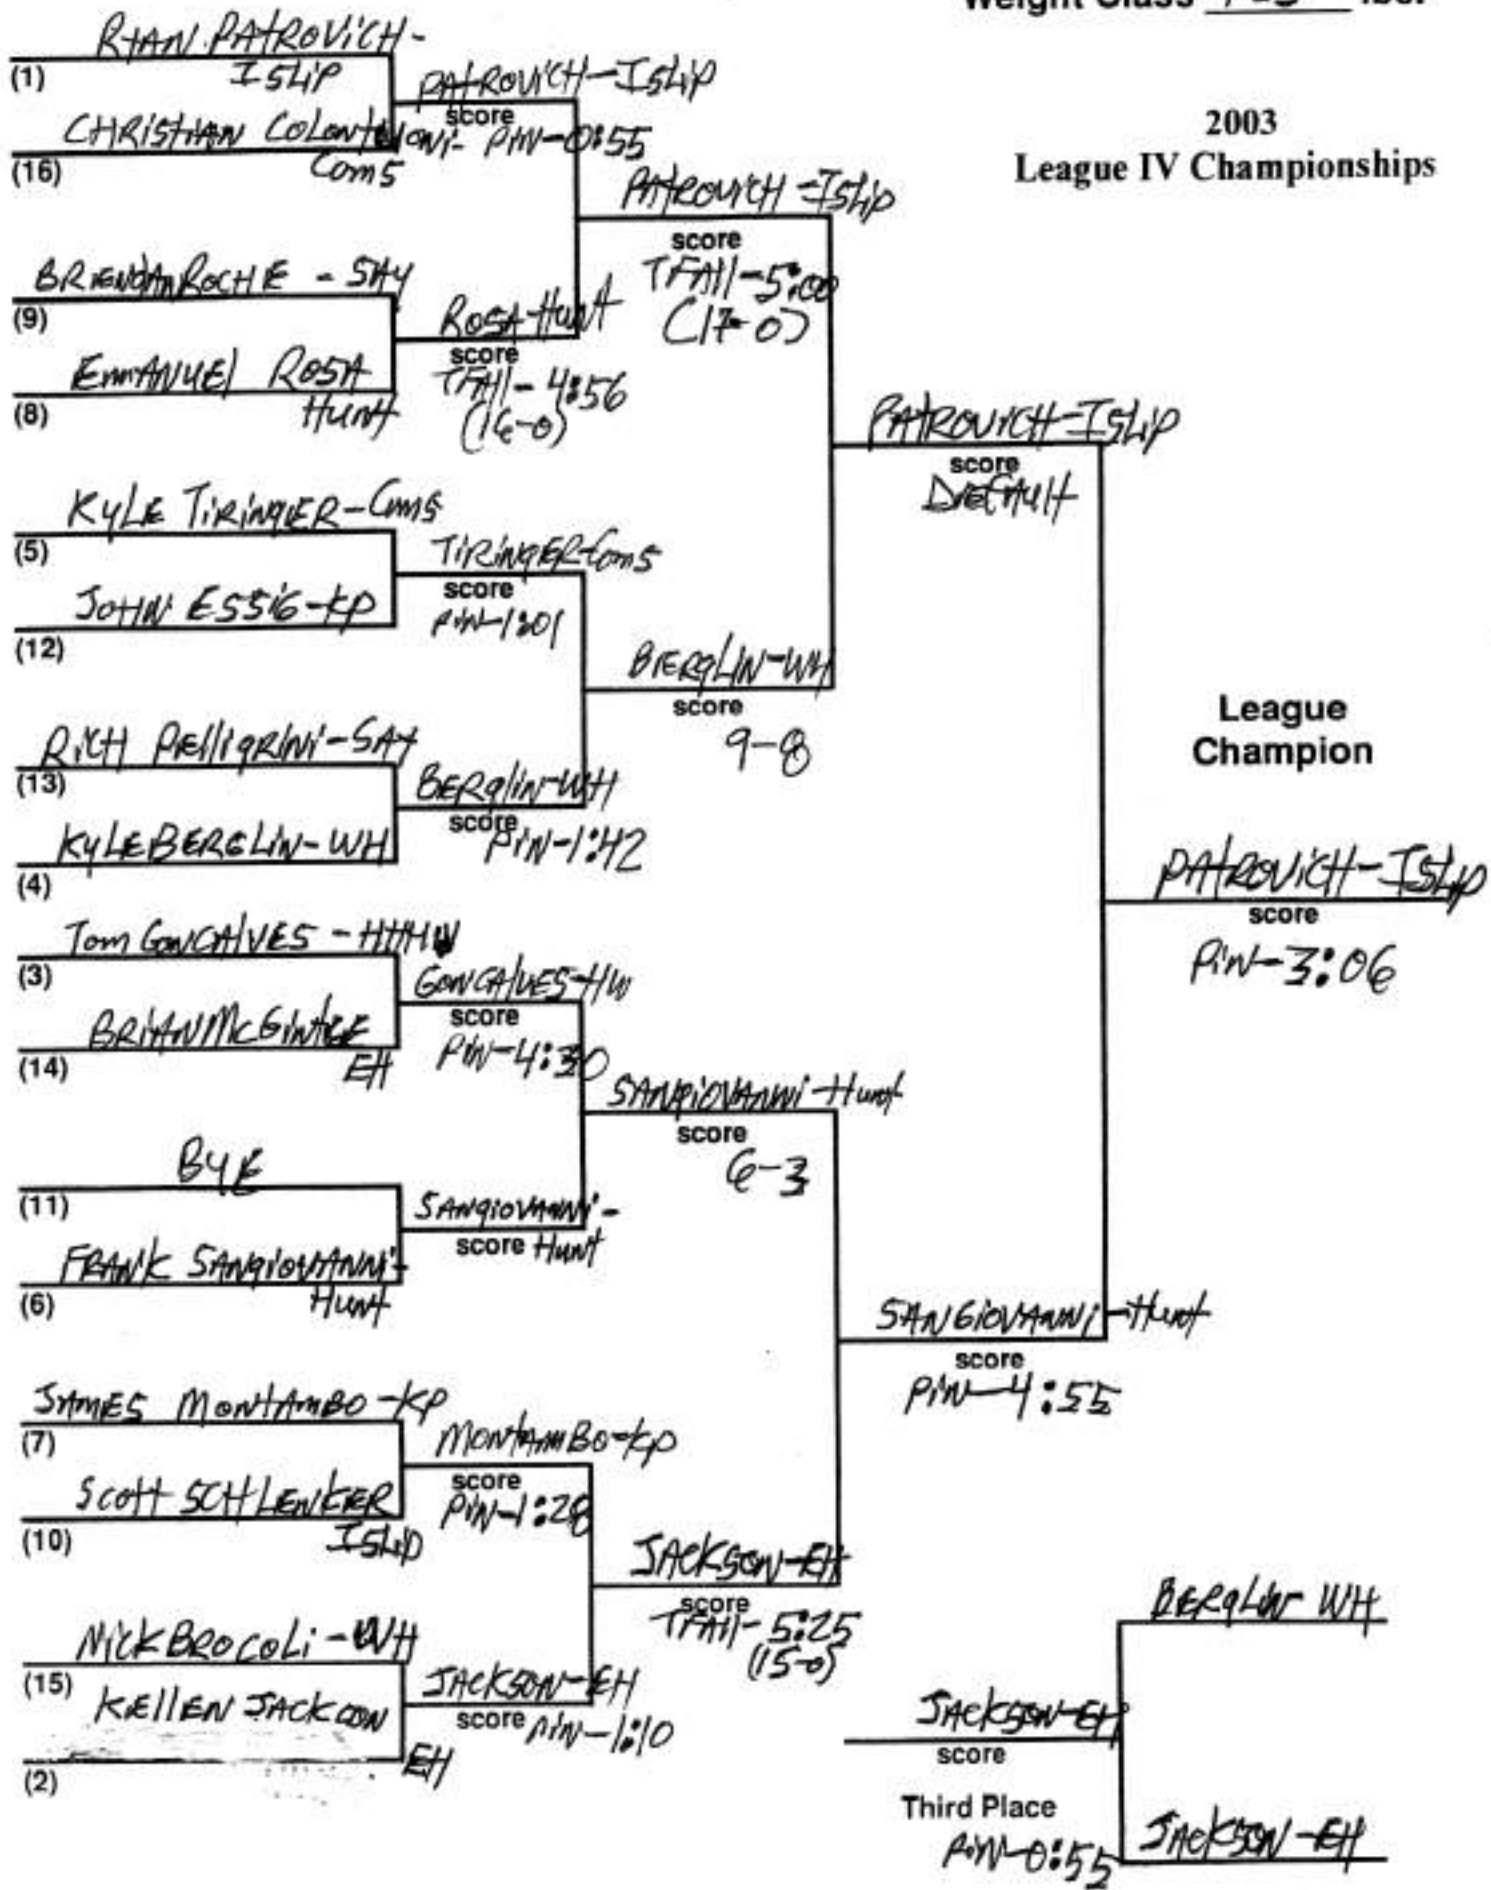 Weight Class lbs.
2003
League IV Championships
RYAN PATROVICH-
(1) ISLIP
PATROVICH-ISLIP
score
CHRISTIAN
PIN-0:55
(16) Coms
PATROVICH-ISLIP
score
TFAll-5:00
(17-0)
BRENDAN ROCHE - SAY
(9)
ROSA-Hunt
score
TFAll-4:56
(16-0)
EMMANUEl ROSA
(8) Hunt
PATROVICH-ISLIP
score
DEFAult
KYLE TIRINGER-Coms
(5)
TIRINGER-Coms
score
PIN-1:01
JOHN ESSIG-KP
(12)
BERGLIN-WH
score
9-8
RICH PEllIGRINI-SAY
(13)
BERGLIN-WH
score
PIN-1:42
KYLE BERGLIN-WH
(4)
League
Champion
PATROVICH-ISLIP
score
PIN-3:06
Tom GONCAlVES -
(3)
GONCAlVES-HW
score
PIN-4:30
BRIAN
(14) EH
SANGIOVANNI-Hunt
score
6-3
BYE
(11)
SANGIOVANNI-
score Hunt
FRANK SANGIOVANNI-
(6) Hunt
SANGIOVANNI-Hunt
score
PIN-4:55
JAMES MONTAMBO-KP
(7)
MONTAMBO-KP
score
PIN-1:28
Scott SCHLENKER
(10) ISLIP
JACKSON-EH
score
TFAll-5:25
(15-0)
NICK BROCOLI-WH
(15)
JACKSON-EH
score PIN-1:10
KEllEN JACKSON
(2) EH
BERGLIN WH
JACKSON-EH
score
Third Place
PIN-0:55
JACKSON-EH